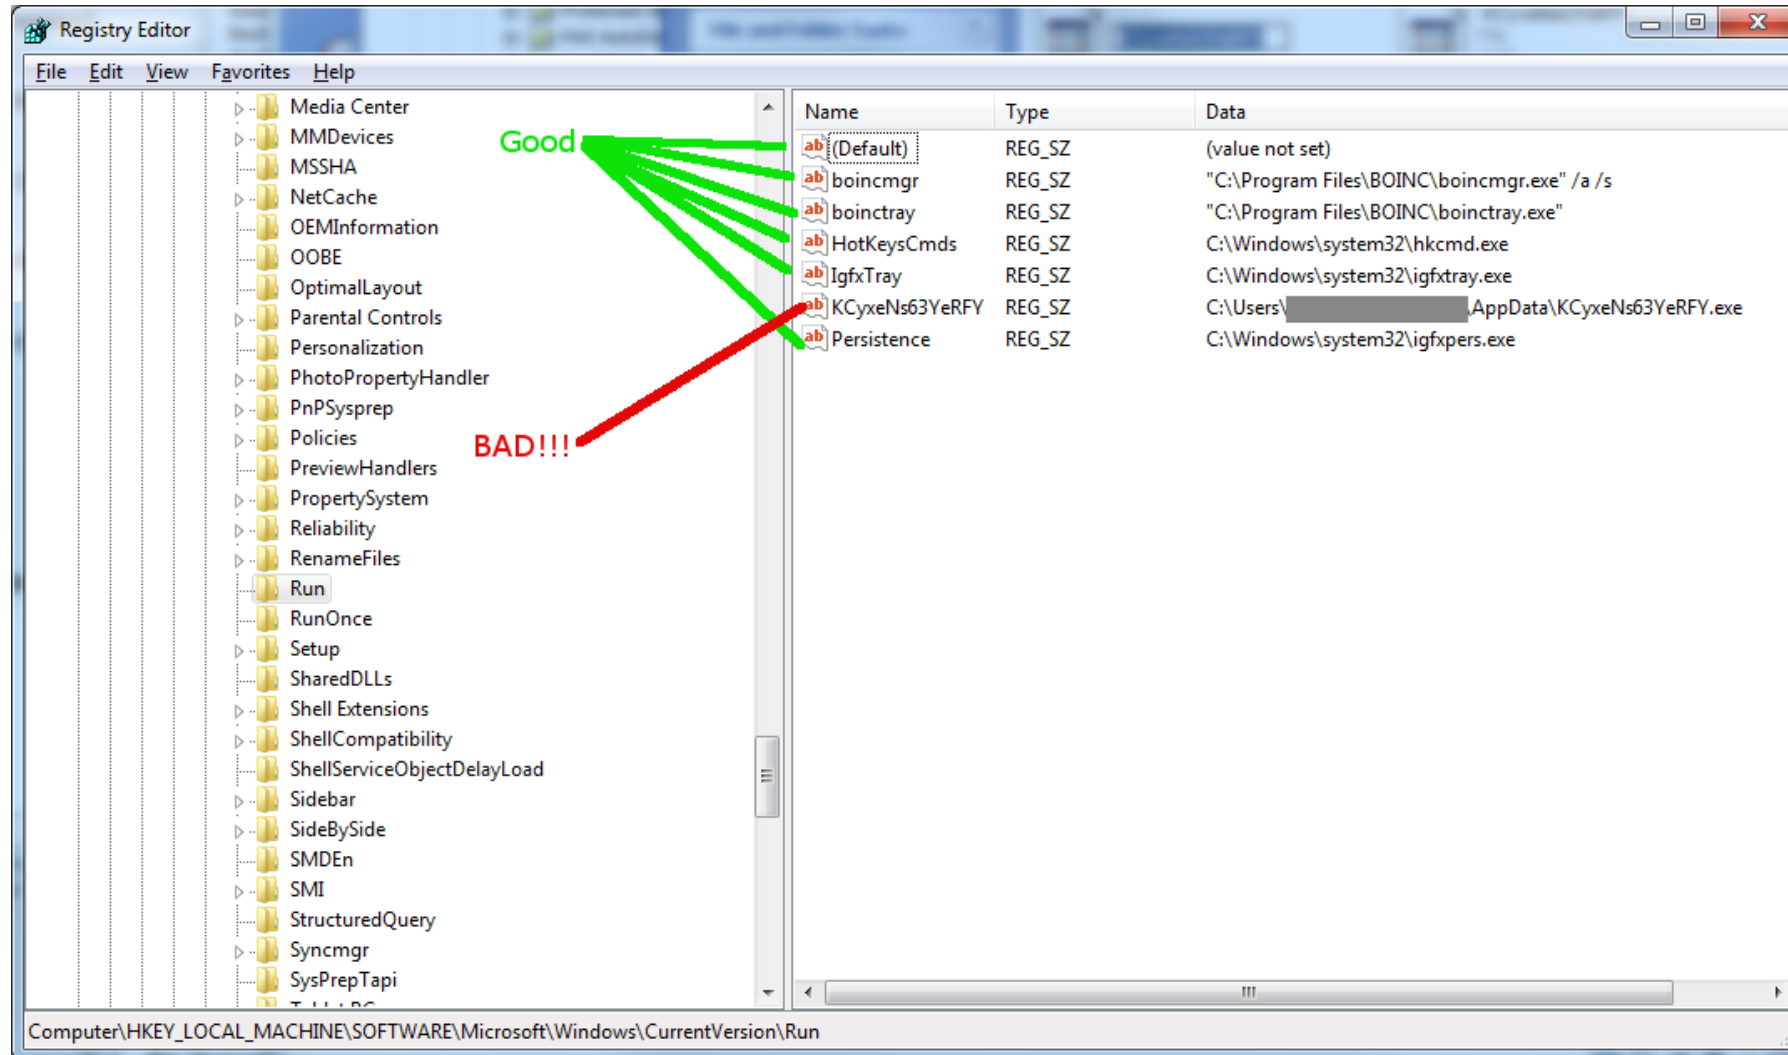 Registry Editor
File Edit View Favorites Help
Media Center
MMDevices
MSSHA
NetCache
OEMInformation
OOBE
OptimalLayout
Parental Controls
Personalization
PhotoPropertyHandler
PnPSysprep
Policies
PreviewHandlers
PropertySystem
Reliability
RenameFiles
Run
RunOnce
Setup
SharedDLLs
Shell Extensions
ShellCompatibility
ShellServiceObjectDelayLoad
Sidebar
SideBySide
SMDEn
SMI
StructuredQuery
Syncmgr
SysPrepTapi
Good
BAD!!!
Name Type Data
(Default) REG_SZ (value not set)
boincmgr REG_SZ "C:\Program Files\BOINC\boincmgr.exe" /a /s
boinctray REG_SZ "C:\Program Files\BOINC\boinctray.exe"
HotKeysCmds REG_SZ C:\Windows\system32\hkcmd.exe
IgfxTray REG_SZ C:\Windows\system32\igfxtray.exe
KCyxeNs63YeRFY REG_SZ C:\Users\ \AppData\KCyxeNs63YeRFY.exe
Persistence REG_SZ C:\Windows\system32\igfxpers.exe
Computer\HKEY_LOCAL_MACHINE\SOFTWARE\Microsoft\Windows\CurrentVersion\Run